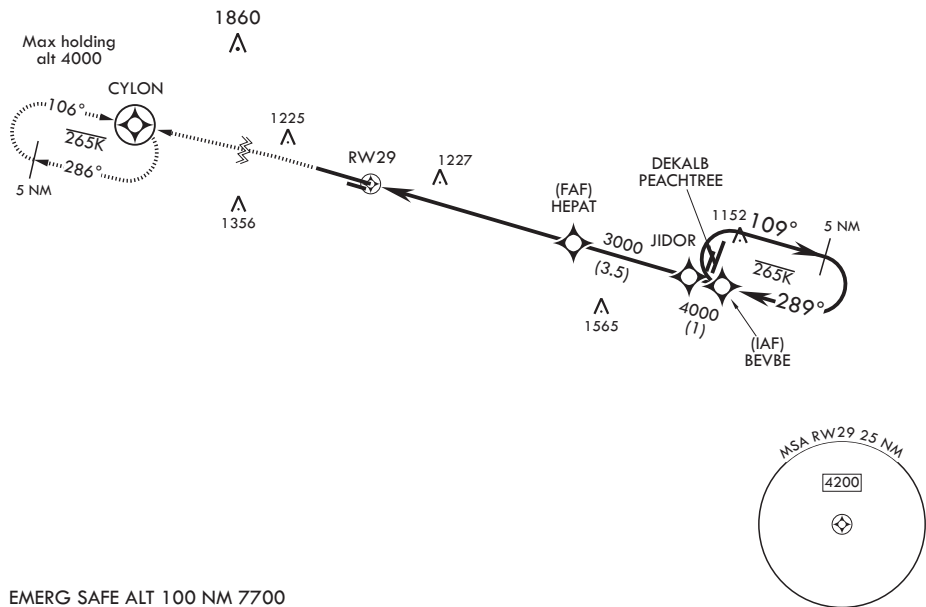 1860
Max holding
alt 4000
CYLON
106°
265K
286°
5 NM
1225
1356
RW29
1227
(FAF)
HEPAT
3000
(3.5)
1565
JIDOR
4000
(1)
DEKALB
PEACHTREE
1152
109°
5 NM
265K
289°
(IAF)
BEVBE
MSA RW29 25 NM
4200
EMERG SAFE ALT 100 NM 7700